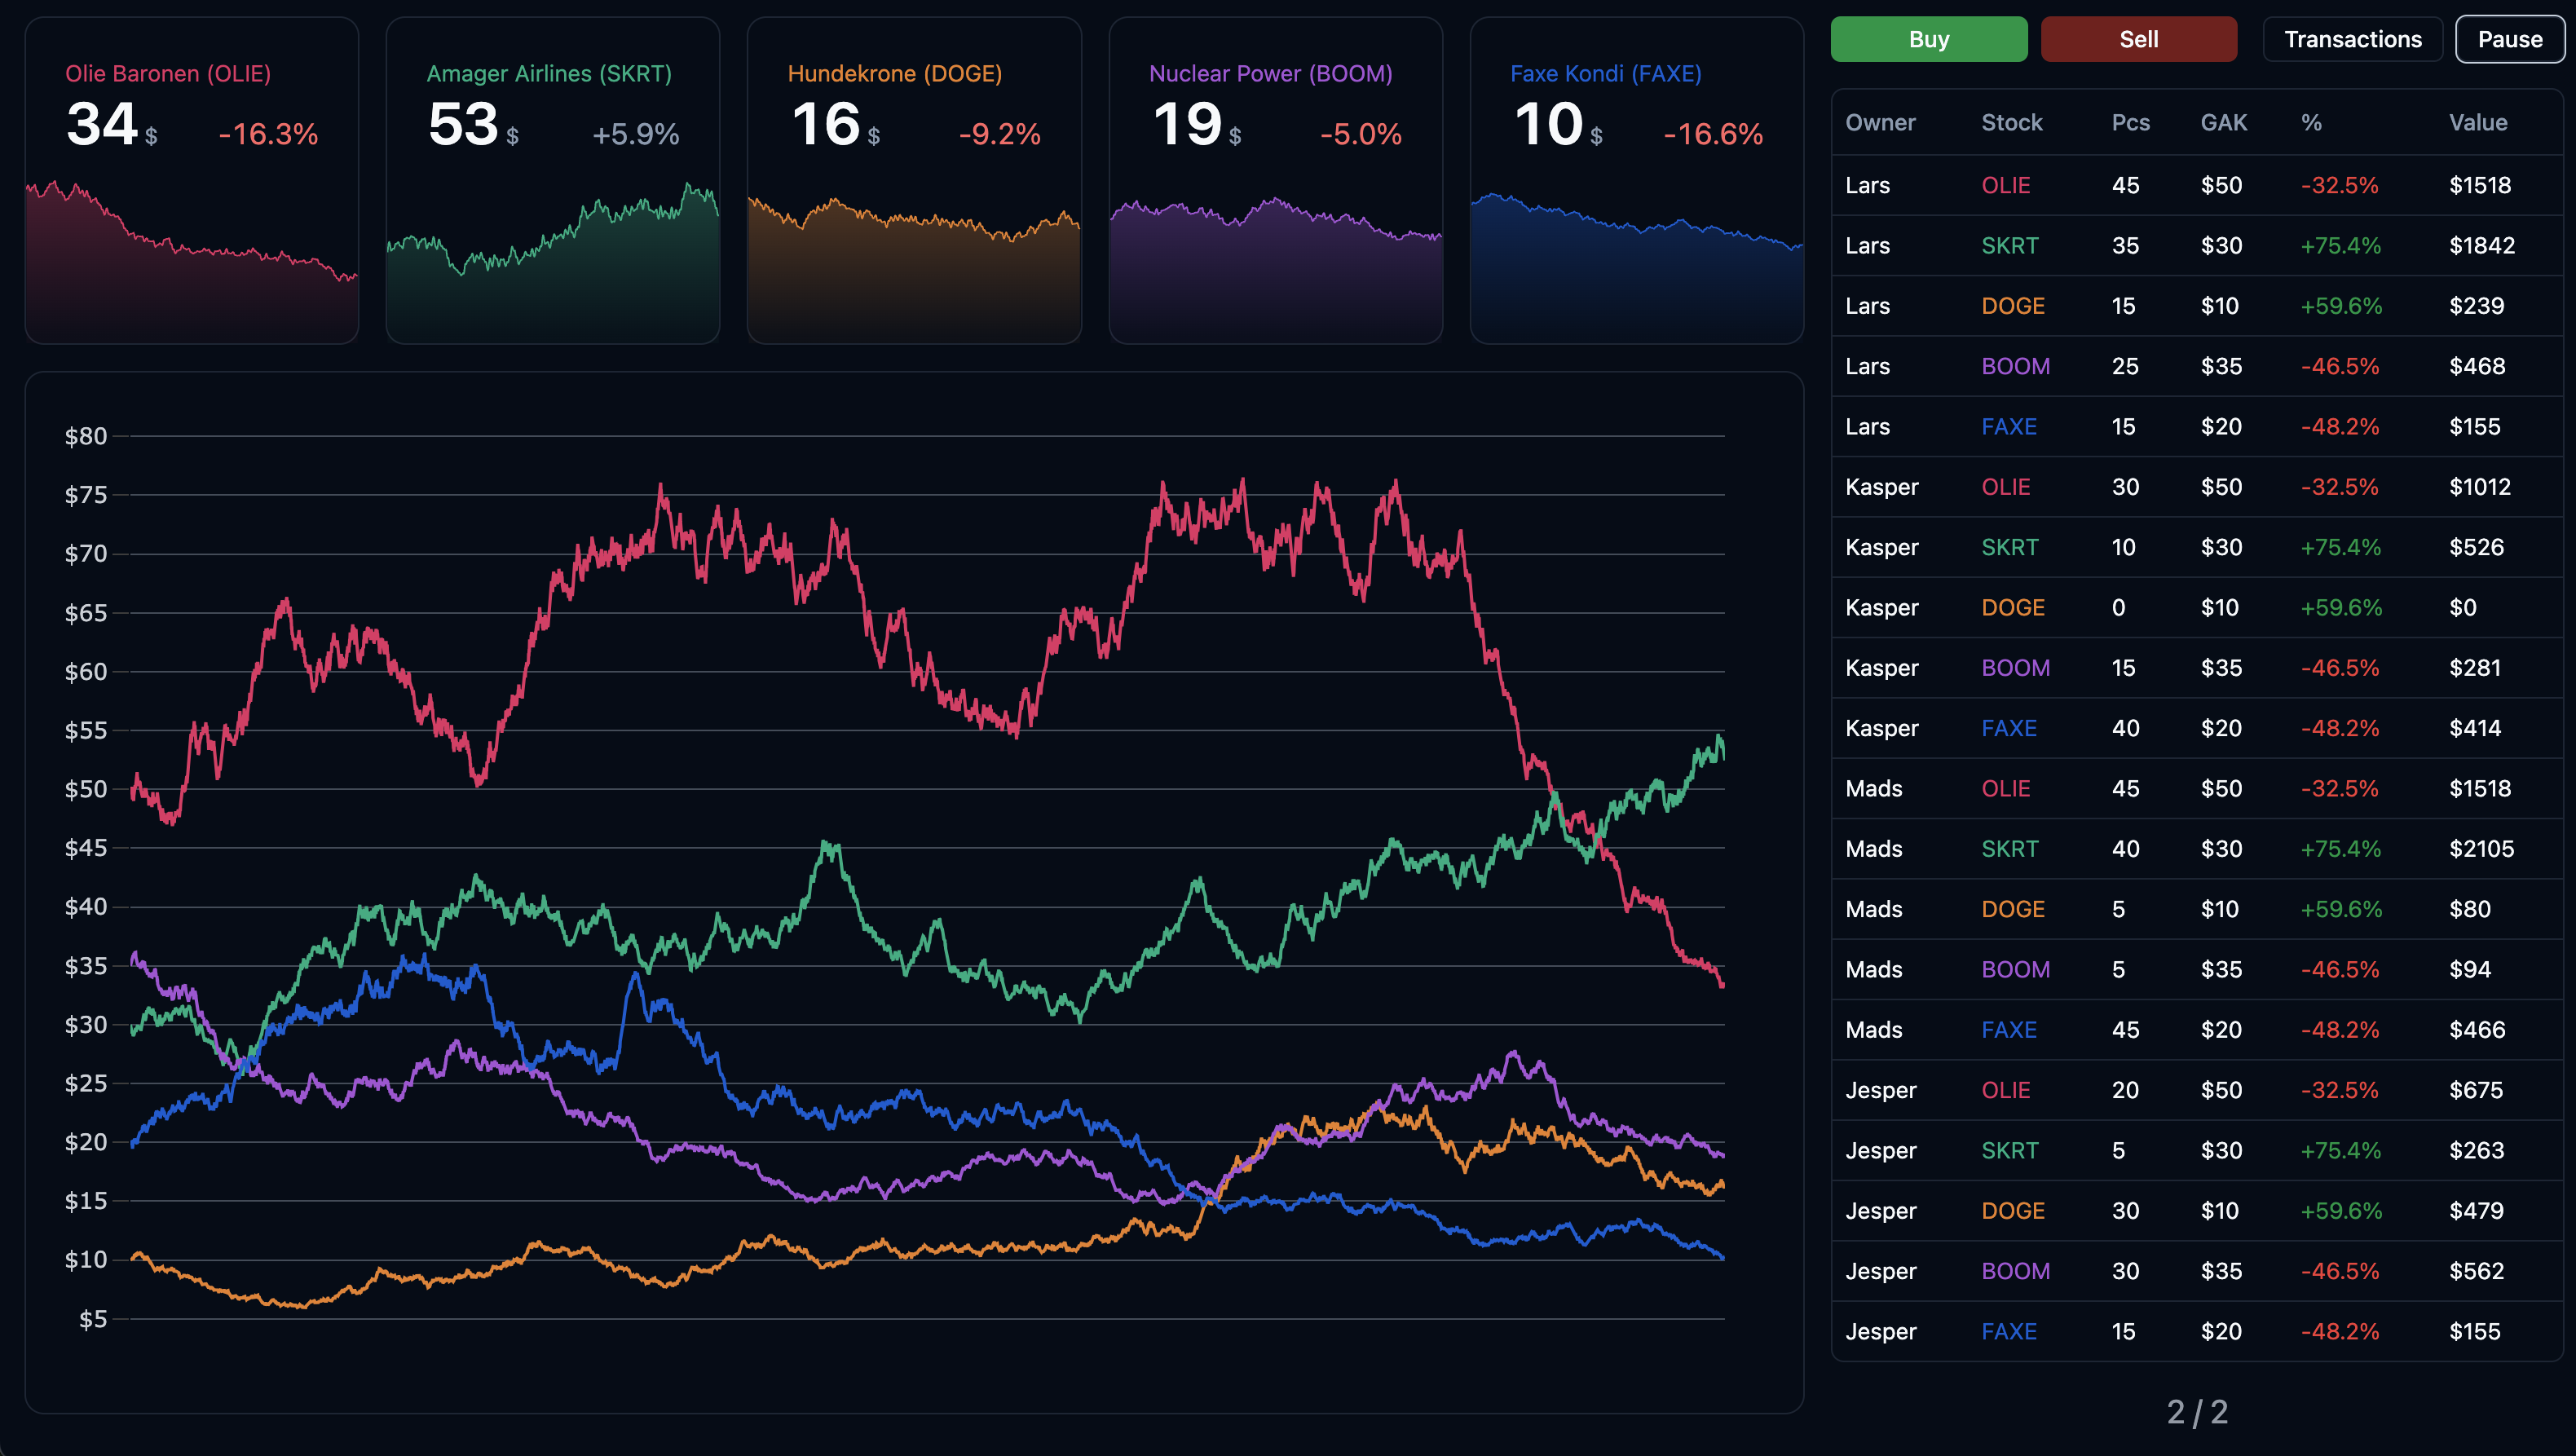 Olie Baronen (OLIE)
34 $ -16.3%
Amager Airlines (SKRT)
53 $ +5.9%
Hundekrone (DOGE)
16 $ -9.2%
Nuclear Power (BOOM)
19 $ -5.0%
Faxe Kondi (FAXE)
10 $ -16.6%
$80
$75
$70
$65
$60
$55
$50
$45
$40
$35
$30
$25
$20
$15
$10
$5
Buy Sell Transactions Pause
Owner Stock Pcs GAK % Value
Lars OLIE 45 $50 -32.5% $1518
Lars SKRT 35 $30 +75.4% $1842
Lars DOGE 15 $10 +59.6% $239
Lars BOOM 25 $35 -46.5% $468
Lars FAXE 15 $20 -48.2% $155
Kasper OLIE 30 $50 -32.5% $1012
Kasper SKRT 10 $30 +75.4% $526
Kasper DOGE 0 $10 +59.6% $0
Kasper BOOM 15 $35 -46.5% $281
Kasper FAXE 40 $20 -48.2% $414
Mads OLIE 45 $50 -32.5% $1518
Mads SKRT 40 $30 +75.4% $2105
Mads DOGE 5 $10 +59.6% $80
Mads BOOM 5 $35 -46.5% $94
Mads FAXE 45 $20 -48.2% $466
Jesper OLIE 20 $50 -32.5% $675
Jesper SKRT 5 $30 +75.4% $263
Jesper DOGE 30 $10 +59.6% $479
Jesper BOOM 30 $35 -46.5% $562
Jesper FAXE 15 $20 -48.2% $155
2 / 2